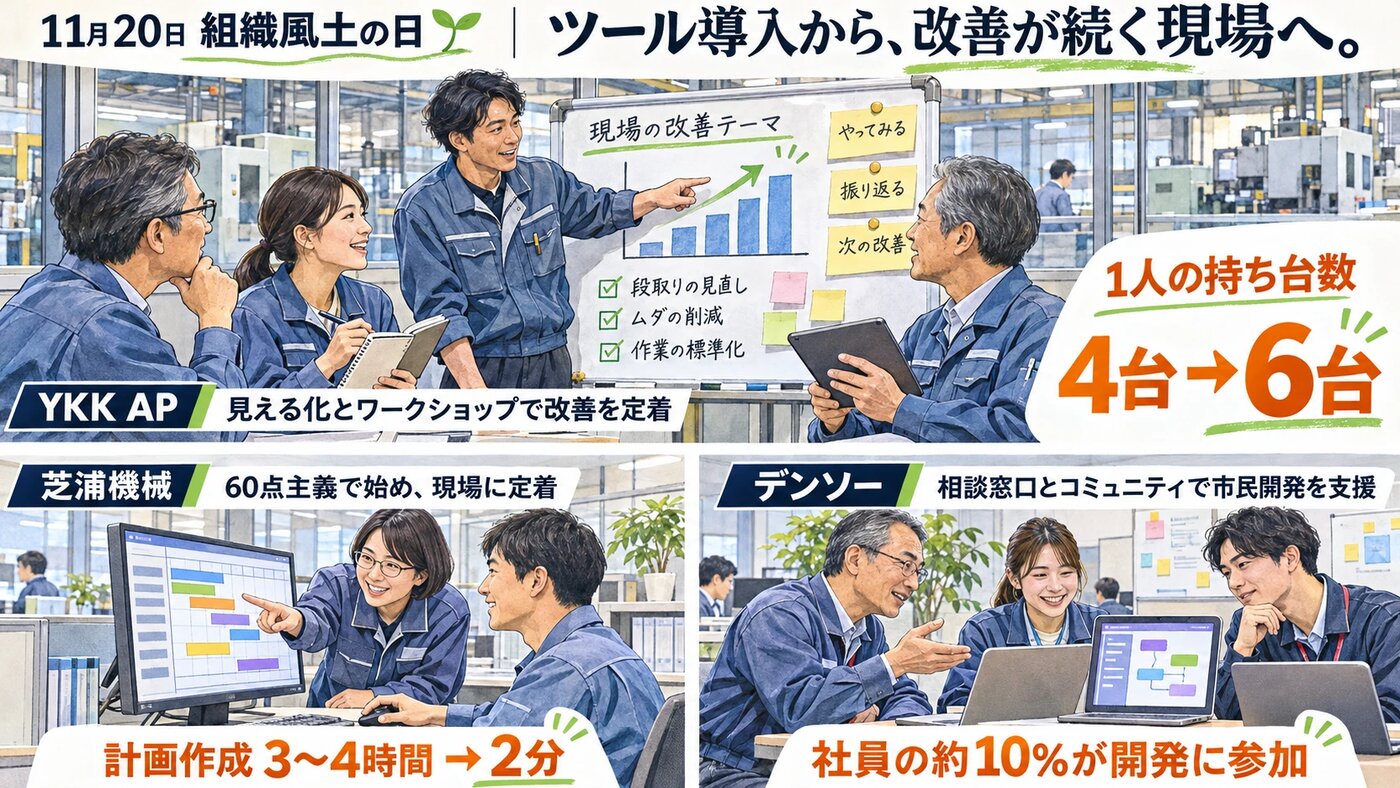 11月20日 組織風土の日
ツール導入から、改善が続く現場へ。
現場の改善テーマ
やってみる
振り返る
次の改善
段取りの見直し
ムダの削減
作業の標準化
1人の持ち台数
4台→6台
YKK AP
見える化とワークショップで改善を定着
芝浦機械
60点主義で始め、現場に定着
計画作成 3〜4時間→2分
デンソー
相談窓口とコミュニティで市民開発を支援
社員の約10%が開発に参加